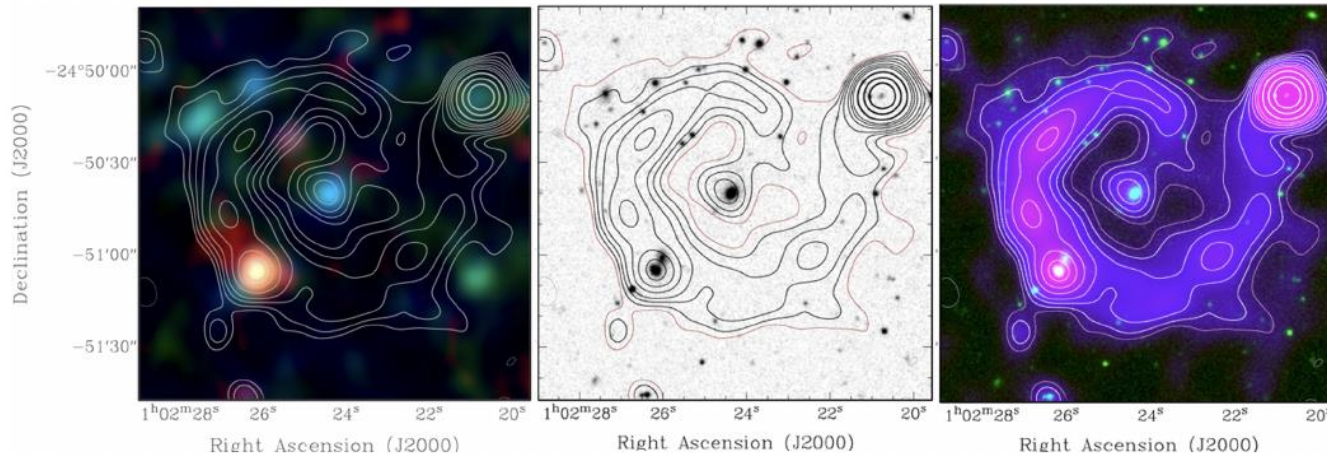 Declination (J2000)
−24°50′00″
−50′30″
−51′00″
−51′30″
1ʰ02ᵐ28ˢ 26ˢ 24ˢ 22ˢ 20ˢ
Right Ascension (J2000)
1ʰ02ᵐ28ˢ 26ˢ 24ˢ 22ˢ 20ˢ
Right Ascension (J2000)
1ʰ02ᵐ28ˢ 26ˢ 24ˢ 22ˢ 20ˢ
Right Ascension (J2000)